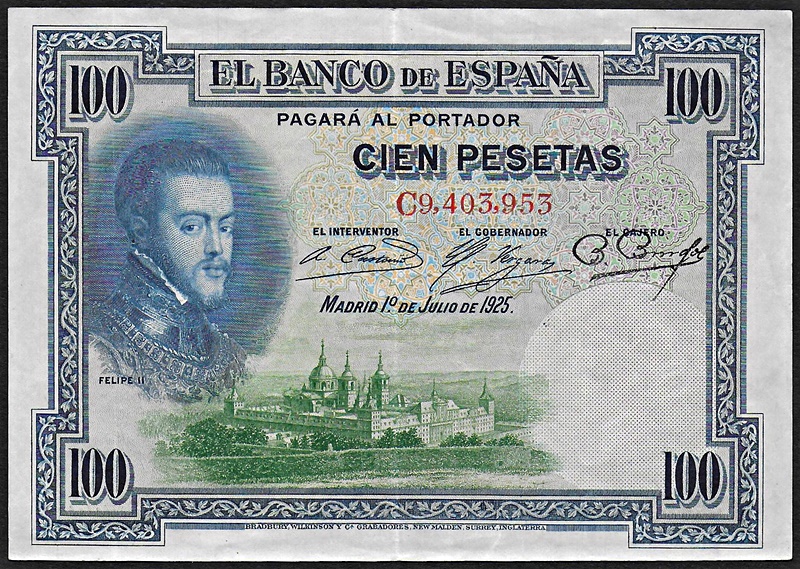 100 EL BANCO DE ESPAÑA 100
PAGARÁ AL PORTADOR
CIEN PESETAS
C9,403,953
EL INTERVENTOR EL GOBERNADOR EL CAJERO
MADRID 1º DE JULIO DE 1925.
FELIPE II
100 100
BRADBURY, WILKINSON Y Cª GRABADORES, NEW MALDEN, SURREY, INGLATERRA